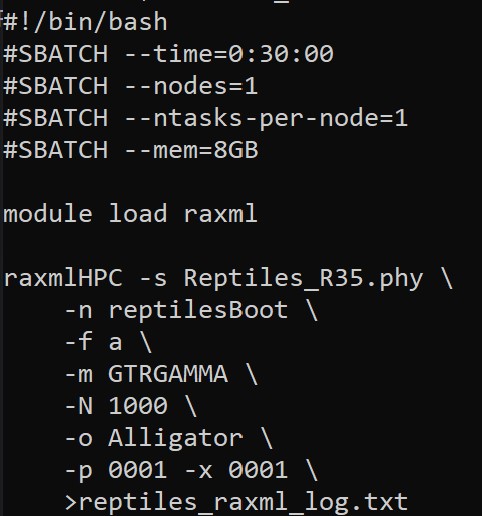 #!/bin/bash
#SBATCH --time=0:30:00
#SBATCH --nodes=1
#SBATCH --ntasks-per-node=1
#SBATCH --mem=8GB

module load raxml

raxmlHPC -s Reptiles_R35.phy \
    -n reptilesBoot \
    -f a \
    -m GTRGAMMA \
    -N 1000 \
    -o Alligator \
    -p 0001 -x 0001 \
    >reptiles_raxml_log.txt